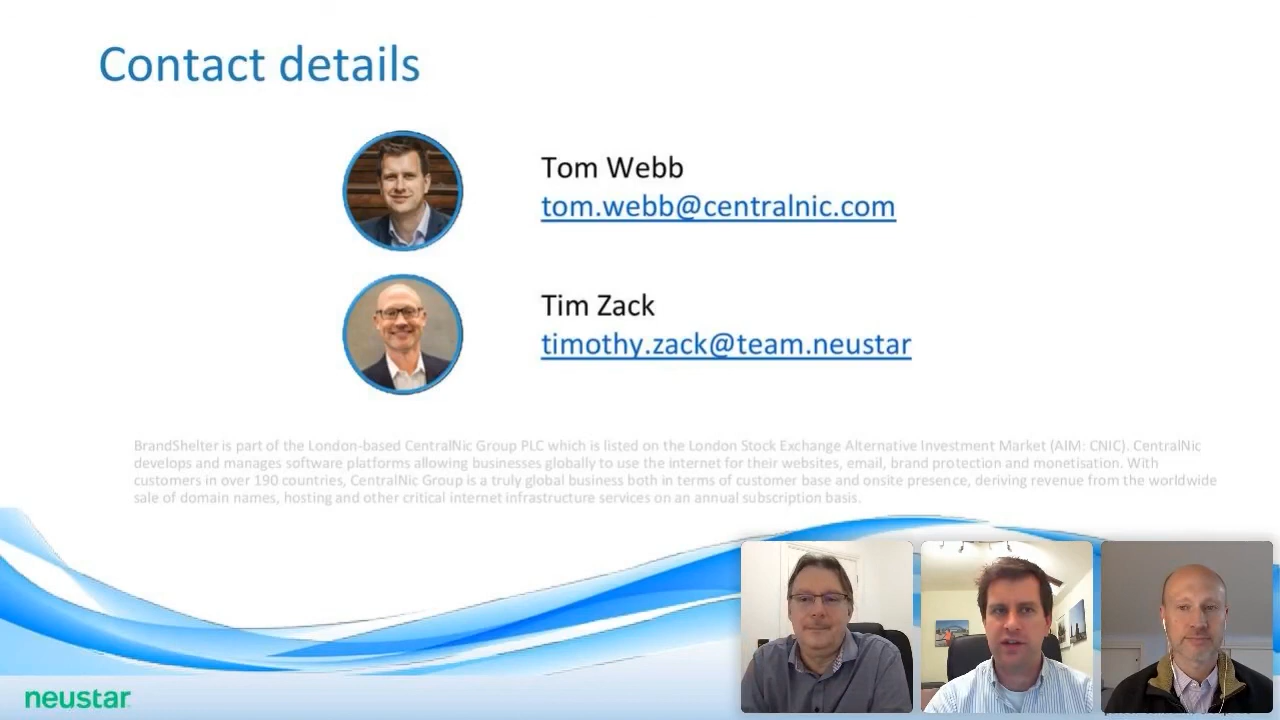 Contact details
Tom Webb
tom.webb@centralnic.com
Tim Zack
timothy.zack@team.neustar
BrandShelter is part of the London-based CentralNic Group PLC which is listed on the London Stock Exchange Alternative Investment Market (AIM: CNIC). CentralNic
develops and manages software platforms allowing businesses globally to use the internet for their websites, email, brand protection and monetisation. With
customers in over 190 countries, CentralNic Group is a truly global business both in terms of customer base and onsite presence, deriving revenue from the worldwide
sale of domain names, hosting and other critical internet infrastructure services on an annual subscription basis.
neustar